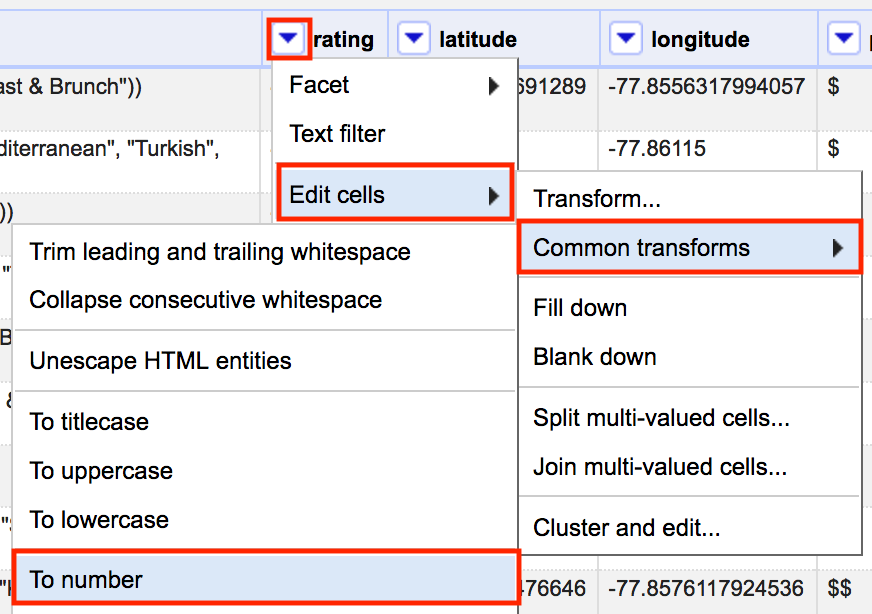 rating latitude longitude
ast & Brunch")) 691289 -77.8556317994057 $
diterranean", "Turkish", -77.86115 $
))
Facet
Text filter
Edit cells
Transform...
Common transforms
Fill down
Blank down
Split multi-valued cells...
Join multi-valued cells...
Cluster and edit...
Trim leading and trailing whitespace
Collapse consecutive whitespace
Unescape HTML entities
To titlecase
To uppercase
To lowercase
To number
476646 -77.8576117924536 $$